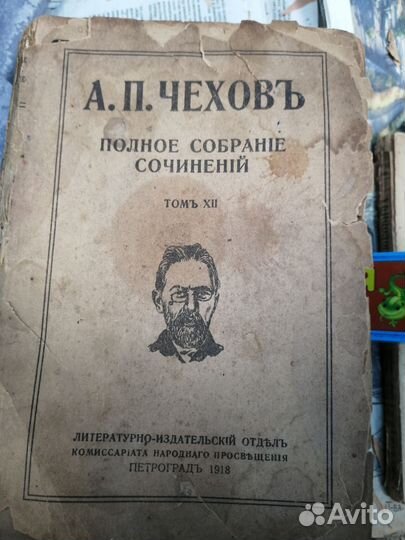 А.П.ЧЕХОВЪ
ПОЛНОЕ СОБРАНІЕ
СОЧИНЕНІЙ
ТОМЪ XII
ЛИТЕРАТУРНО-ИЗДАТЕЛЬСКІЙ ОТДѢЛЪ
КОМИССАРІАТА НАРОДНАГО ПРОСВѢЩЕНІЯ
ПЕТРОГРАДЪ 1918
Avito